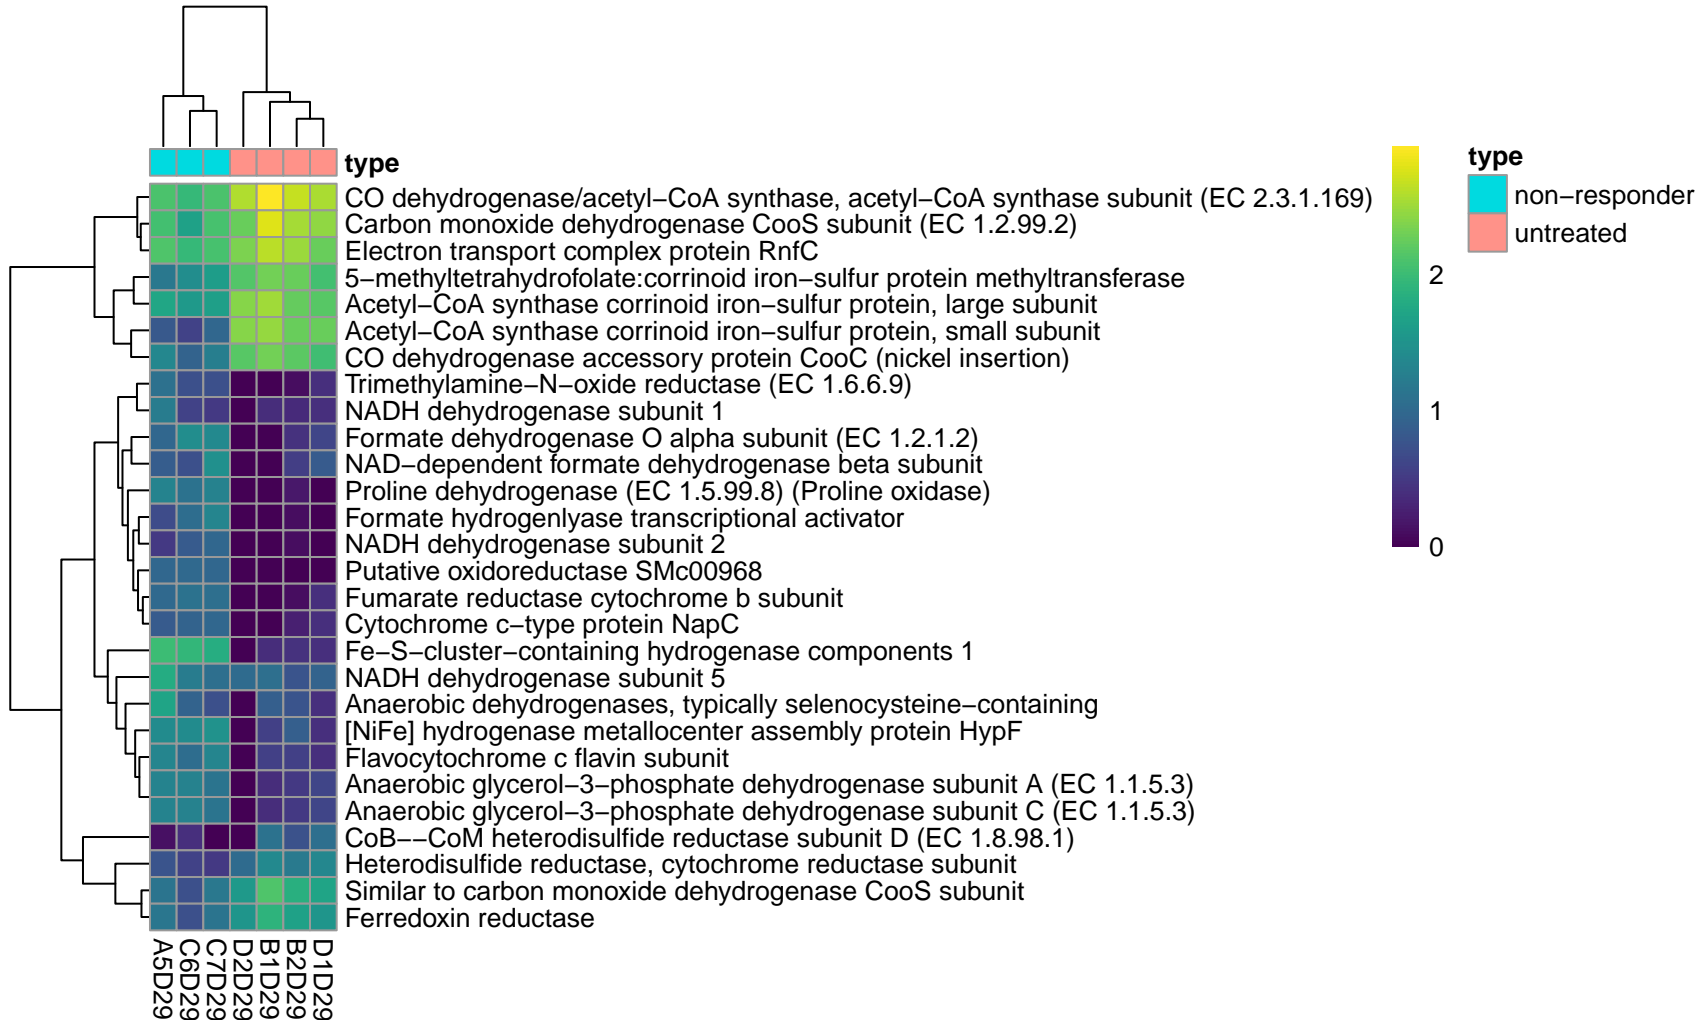 type
CO dehydrogenase/acetyl−CoA synthase, acetyl−CoA synthase subunit (EC 2.3.1.169)
Carbon monoxide dehydrogenase CooS subunit (EC 1.2.99.2)
Electron transport complex protein RnfC
5−methyltetrahydrofolate:corrinoid iron−sulfur protein methyltransferase
Acetyl−CoA synthase corrinoid iron−sulfur protein, large subunit
Acetyl−CoA synthase corrinoid iron−sulfur protein, small subunit
CO dehydrogenase accessory protein CooC (nickel insertion)
Trimethylamine−N−oxide reductase (EC 1.6.6.9)
NADH dehydrogenase subunit 1
Formate dehydrogenase O alpha subunit (EC 1.2.1.2)
NAD−dependent formate dehydrogenase beta subunit
Proline dehydrogenase (EC 1.5.99.8) (Proline oxidase)
Formate hydrogenlyase transcriptional activator
NADH dehydrogenase subunit 2
Putative oxidoreductase SMc00968
Fumarate reductase cytochrome b subunit
Cytochrome c−type protein NapC
Fe−S−cluster−containing hydrogenase components 1
NADH dehydrogenase subunit 5
Anaerobic dehydrogenases, typically selenocysteine−containing
[NiFe] hydrogenase metallocenter assembly protein HypF
Flavocytochrome c flavin subunit
Anaerobic glycerol−3−phosphate dehydrogenase subunit A (EC 1.1.5.3)
Anaerobic glycerol−3−phosphate dehydrogenase subunit C (EC 1.1.5.3)
CoB−−CoM heterodisulfide reductase subunit D (EC 1.8.98.1)
Heterodisulfide reductase, cytochrome reductase subunit
Similar to carbon monoxide dehydrogenase CooS subunit
Ferredoxin reductase
A5D29
C6D29
C7D29
D2D29
B1D29
B2D29
D1D29
2
1
0
type
non−responder
untreated